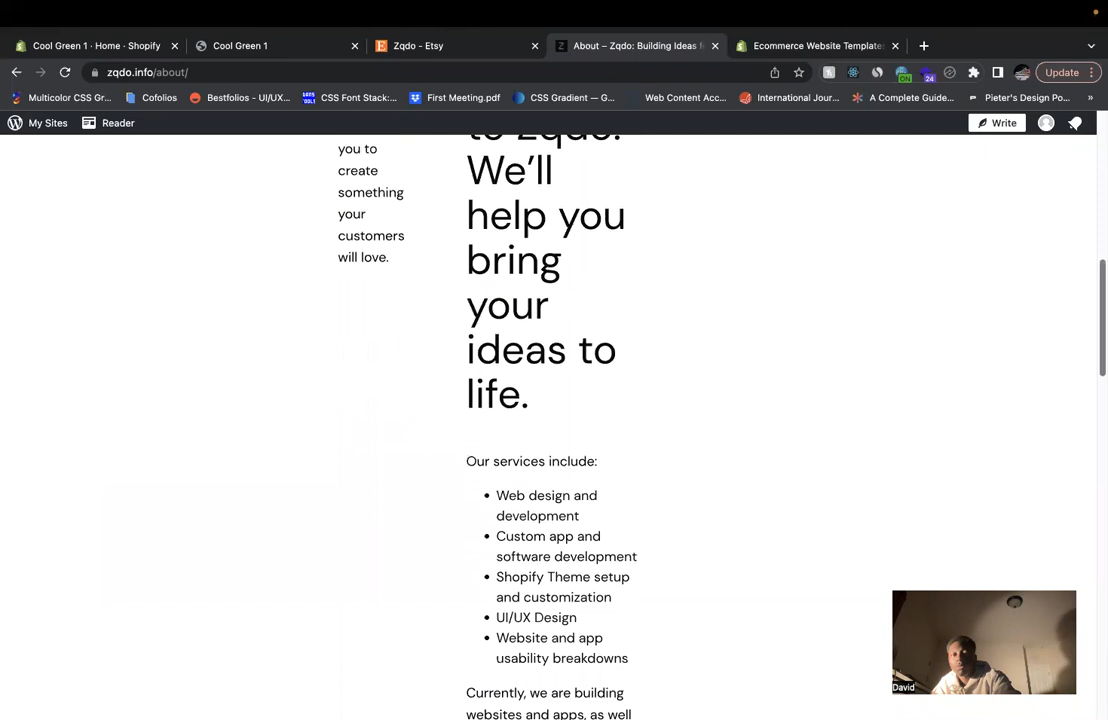 Cool Green 1 · Home · Shopify
Cool Green 1
Zqdo - Etsy
About – Zqdo: Building Ideas f
Ecommerce Website Templates
zqdo.info/about/
Update
Multicolor CSS Gr...
Cofolios
Bestfolios - UI/UX...
CSS Font Stack:...
First Meeting.pdf
CSS Gradient — G...
Web Content Acc...
International Jour...
A Complete Guide...
Pieter's Design Po...
My Sites
Reader
Write
ON
24
to Zqdo.
you to
create
something
your
customers
will love.
We'll
help you
bring
your
ideas to
life.
Our services include:
• Web design and
development
• Custom app and
software development
• Shopify Theme setup
and customization
• UI/UX Design
• Website and app
usability breakdowns
Currently, we are building
websites and apps, as well
David